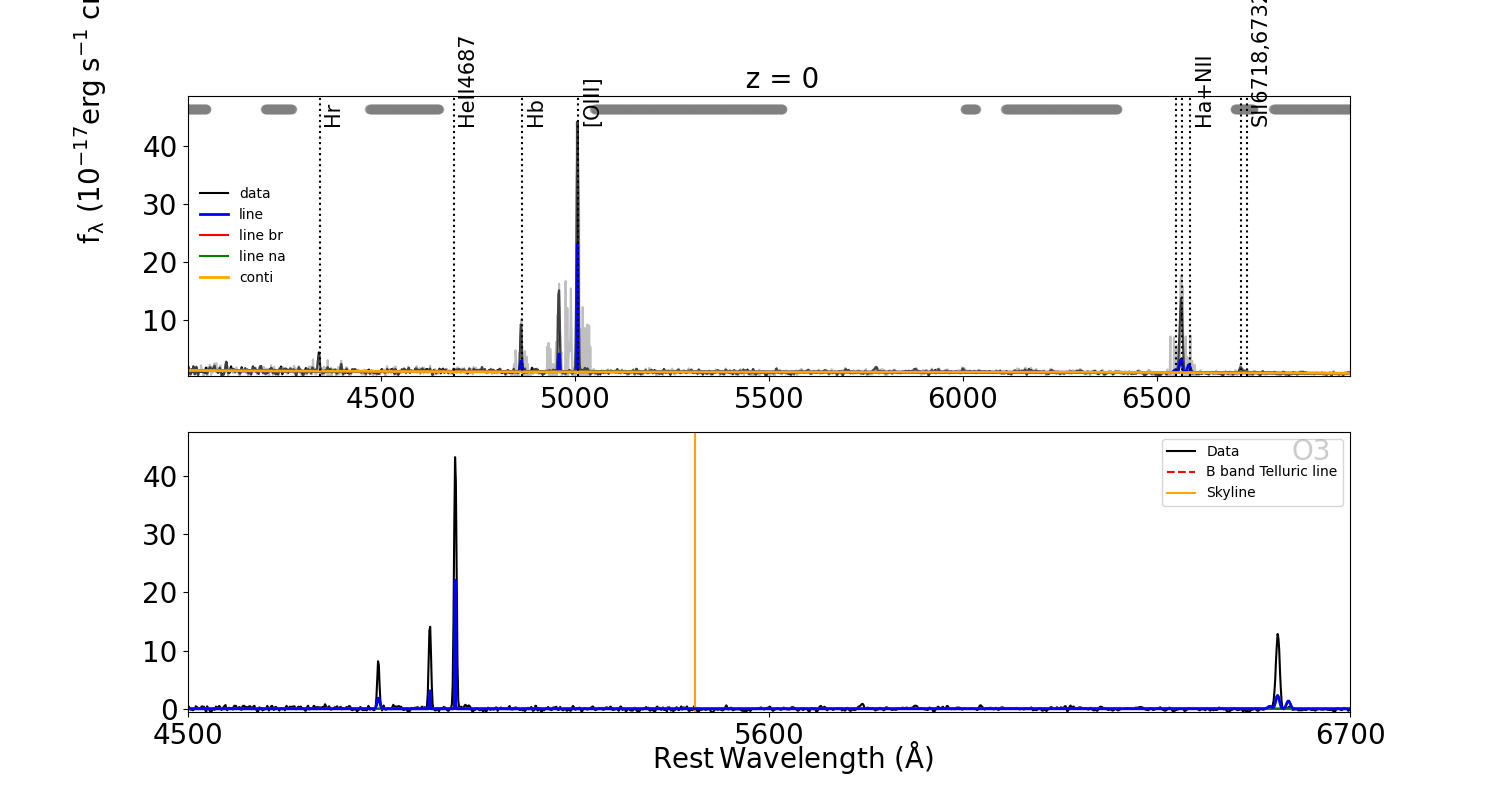 z = 0
f_λ (10^{-17}erg s^{-1} c
Hr
HeII4687
Hb
[OIII]
Ha+NII
SII6718,6732
40
30
20
10
data
line
line br
line na
conti
4500 5000 5500 6000 6500
O3
Data
B band Telluric line
Skyline
40
30
20
10
0
4500 5600 6700
Rest Wavelength (Å)